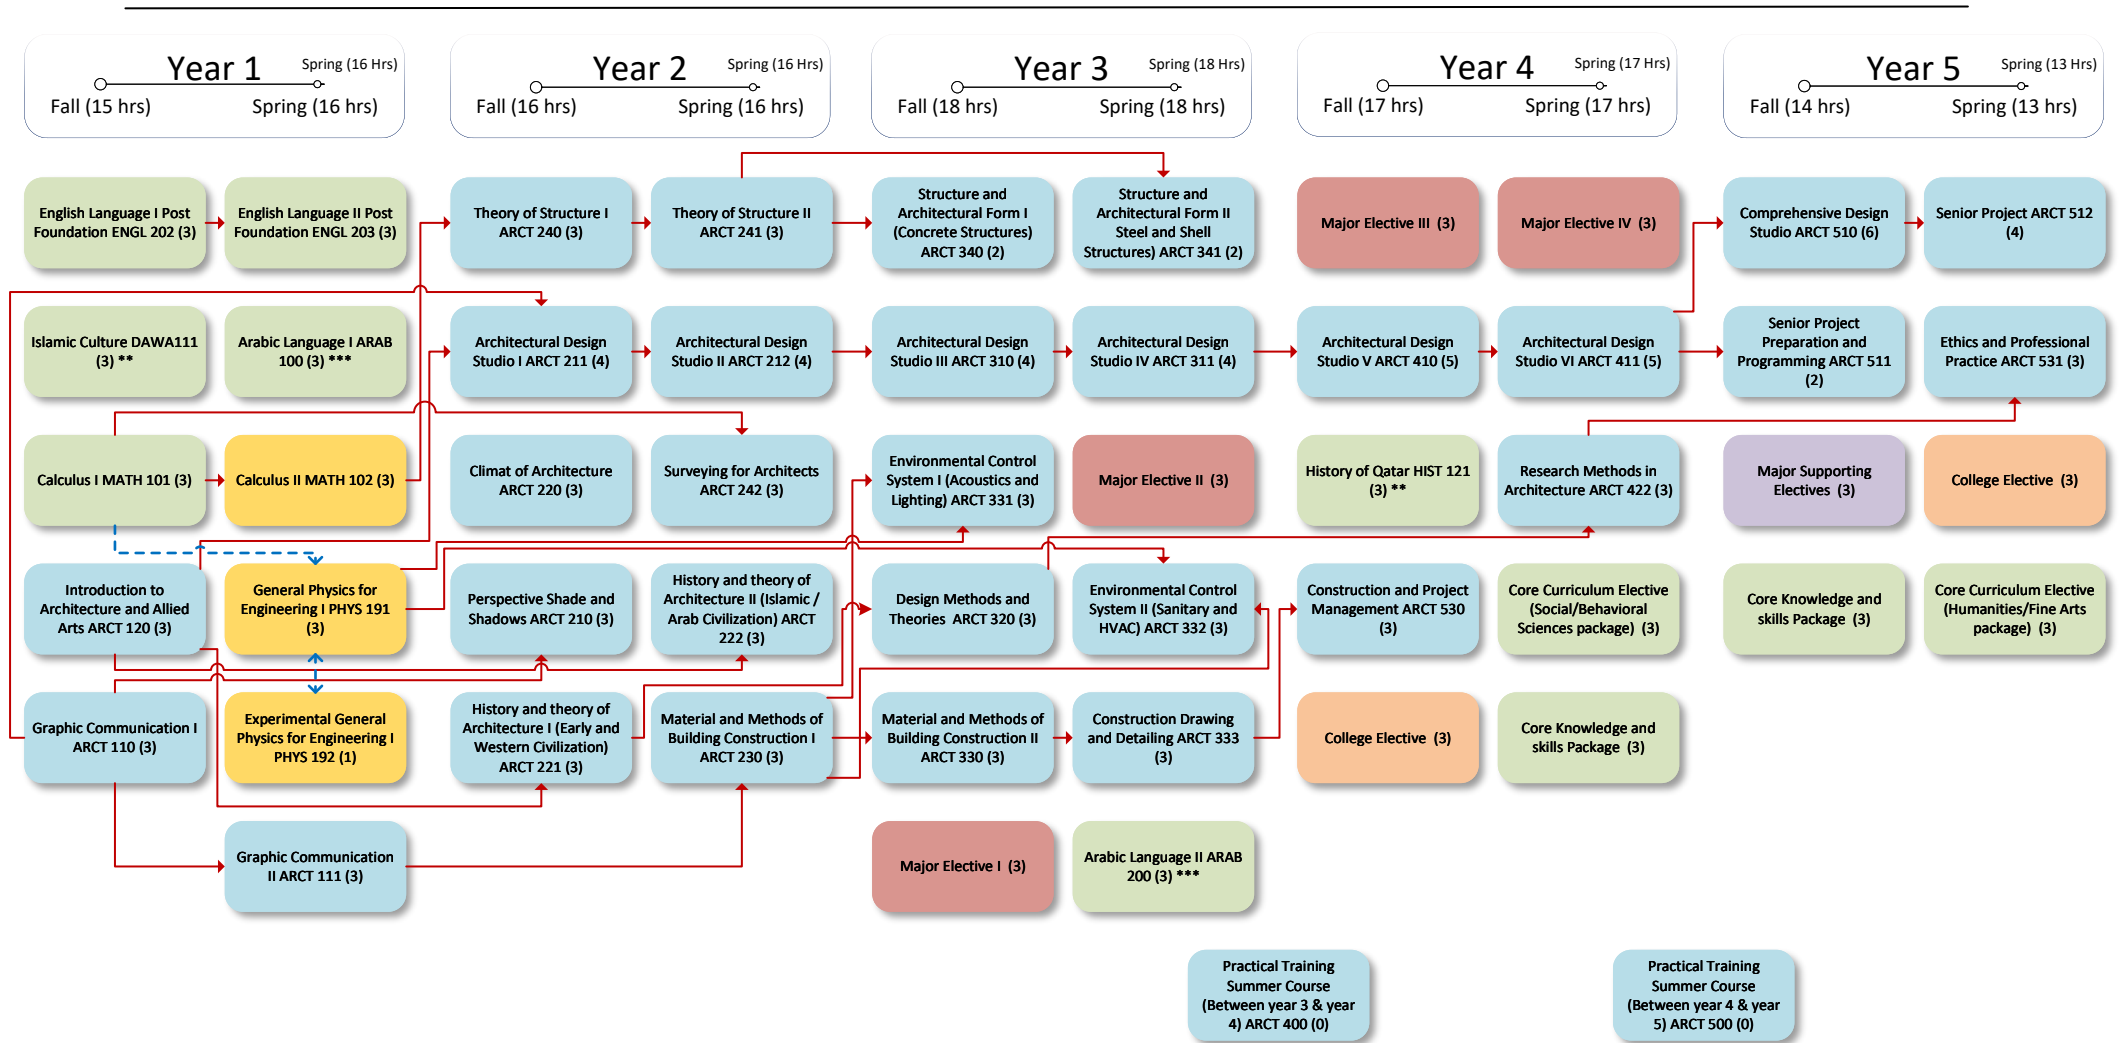 Year 1
Spring (16 Hrs)
Fall (15 hrs)
Spring (16 hrs)
Year 2
Spring (16 Hrs)
Fall (16 hrs)
Spring (16 hrs)
Year 3
Spring (18 Hrs)
Fall (18 hrs)
Spring (18 hrs)
Year 4
Spring (17 Hrs)
Fall (17 hrs)
Spring (17 hrs)
Year 5
Spring (13 Hrs)
Fall (14 hrs)
Spring (13 hrs)
English Language I Post
Foundation ENGL 202 (3)
English Language II Post
Foundation ENGL 203 (3)
Theory of Structure I
ARCT 240 (3)
Theory of Structure II
ARCT 241 (3)
Structure and
Architectural Form I
(Concrete Structures)
ARCT 340 (2)
Structure and
Architectural Form II
Steel and Shell
Structures) ARCT 341 (2)
Major Elective III (3)
Major Elective IV (3)
Comprehensive Design
Studio ARCT 510 (6)
Senior Project ARCT 512
(4)
Islamic Culture DAWA111
(3) **
Arabic Language I ARAB
100 (3) ***
Architectural Design
Studio I ARCT 211 (4)
Architectural Design
Studio II ARCT 212 (4)
Architectural Design
Studio III ARCT 310 (4)
Architectural Design
Studio IV ARCT 311 (4)
Architectural Design
Studio V ARCT 410 (5)
Architectural Design
Studio VI ARCT 411 (5)
Senior Project
Preparation and
Programming ARCT 511
(2)
Ethics and Professional
Practice ARCT 531 (3)
Calculus I MATH 101 (3)
Calculus II MATH 102 (3)
Climat of Architecture
ARCT 220 (3)
Surveying for Architects
ARCT 242 (3)
Environmental Control
System I (Acoustics and
Lighting) ARCT 331 (3)
Major Elective II (3)
History of Qatar HIST 121
(3) **
Research Methods in
Architecture ARCT 422 (3)
Major Supporting
Electives (3)
College Elective (3)
Introduction to
Architecture and Allied
Arts ARCT 120 (3)
General Physics for
Engineering I PHYS 191
(3)
Perspective Shade and
Shadows ARCT 210 (3)
History and theory of
Architecture II (Islamic /
Arab Civilization) ARCT
222 (3)
Design Methods and
Theories ARCT 320 (3)
Environmental Control
System II (Sanitary and
HVAC) ARCT 332 (3)
Construction and Project
Management ARCT 530
(3)
Core Curriculum Elective
(Social/Behavioral
Sciences package) (3)
Core Knowledge and
skills Package (3)
Core Curriculum Elective
(Humanities/Fine Arts
package) (3)
Graphic Communication I
ARCT 110 (3)
Experimental General
Physics for Engineering I
PHYS 192 (1)
History and theory of
Architecture I (Early and
Western Civilization)
ARCT 221 (3)
Material and Methods of
Building Construction I
ARCT 230 (3)
Material and Methods of
Building Construction II
ARCT 330 (3)
Construction Drawing
and Detailing ARCT 333
(3)
College Elective (3)
Core Knowledge and
skills Package (3)
Graphic Communication
II ARCT 111 (3)
Major Elective I (3)
Arabic Language II ARAB
200 (3) ***
Practical Training
Summer Course
(Between year 3 & year
4) ARCT 400 (0)
Practical Training
Summer Course
(Between year 4 & year
5) ARCT 500 (0)